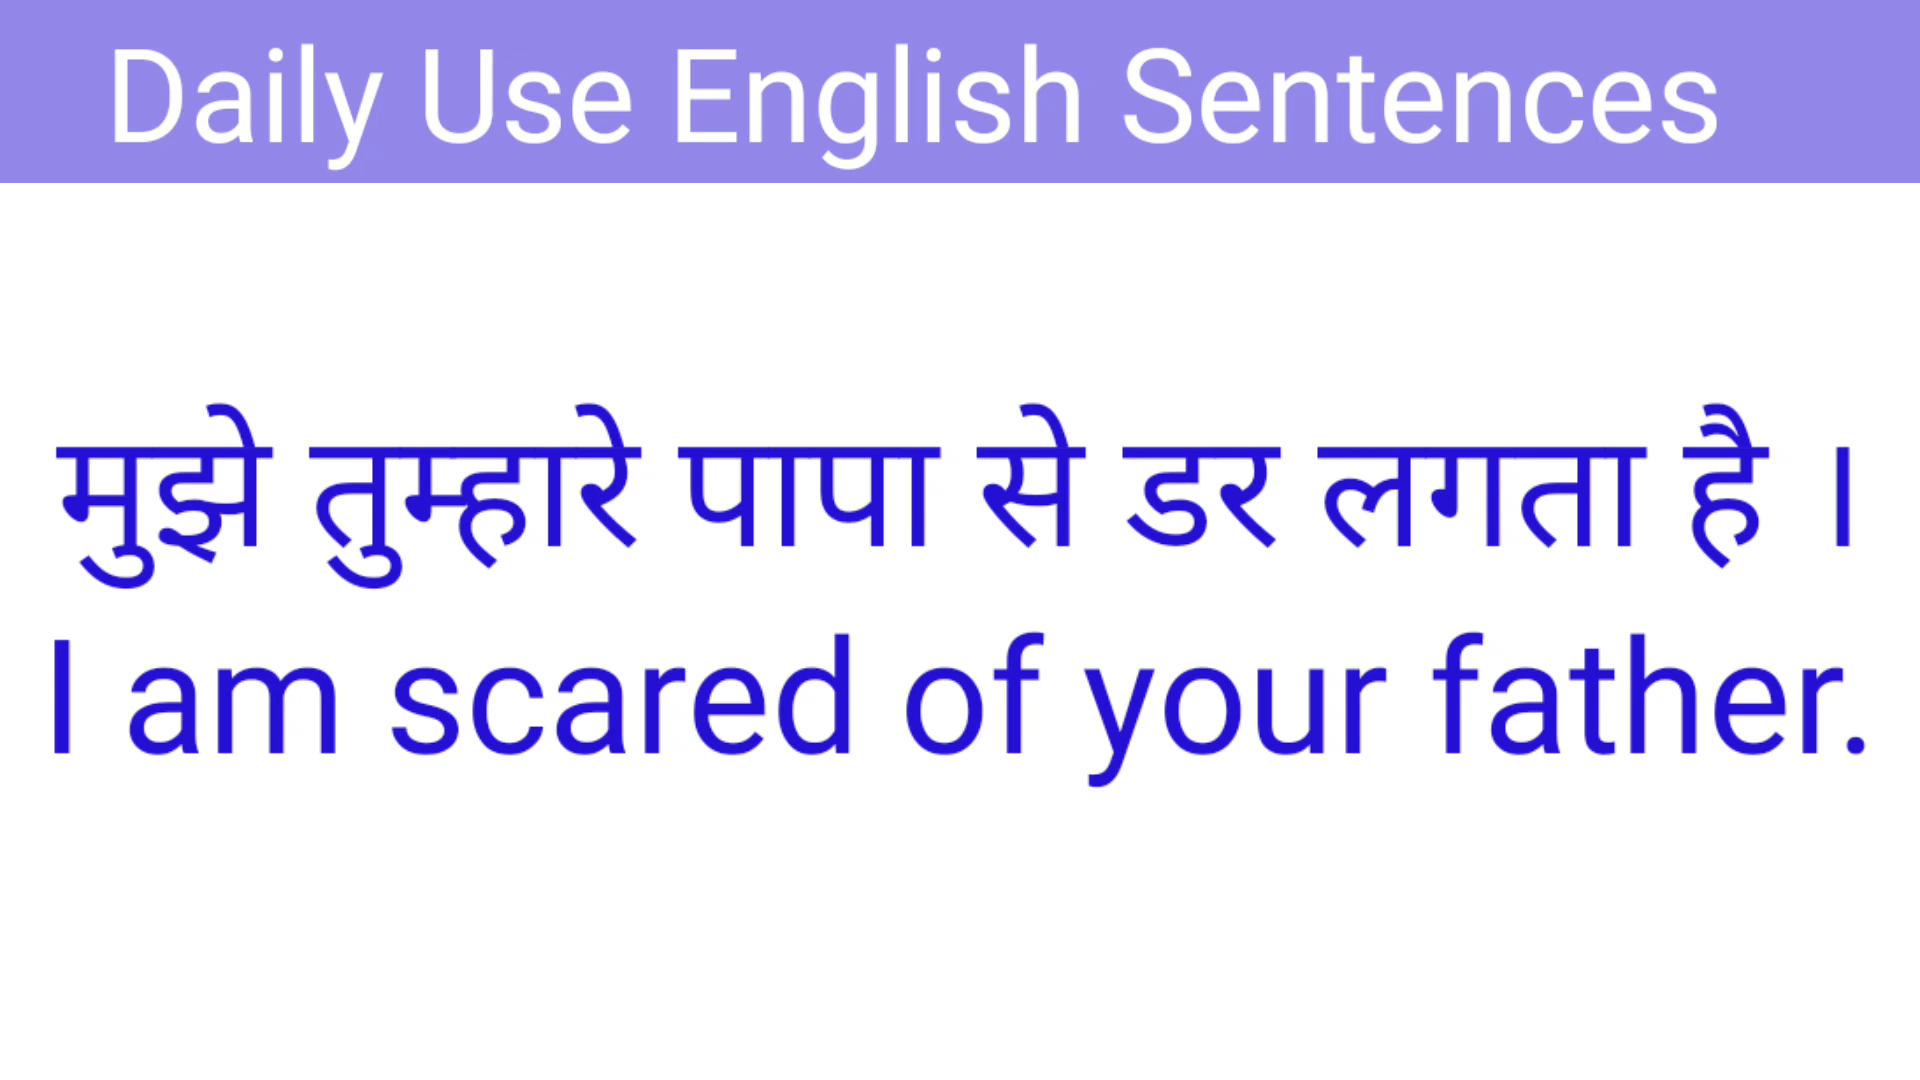 Daily Use English Sentences
मुझे तुम्हारे पापा से डर लगता है ।
I am scared of your father.